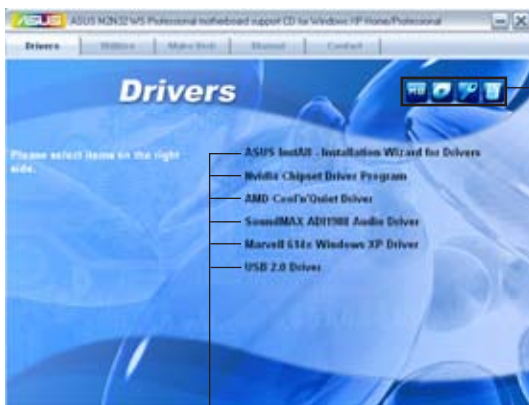 ASUS ASUS M2N32 WS Professional motherboard support CD for Windows XP Home/Professional
Drivers Utilities Make Disk Manual Contact
Drivers
Please select items on the right
side.
ASUS InstAll - Installation Wizard for Drivers
Nvidia Chipset Driver Program
AMD Cool'n'Quiet Driver
SoundMAX ADI1988 Audio Driver
Marvell 614x Windows XP Driver
USB 2.0 Driver